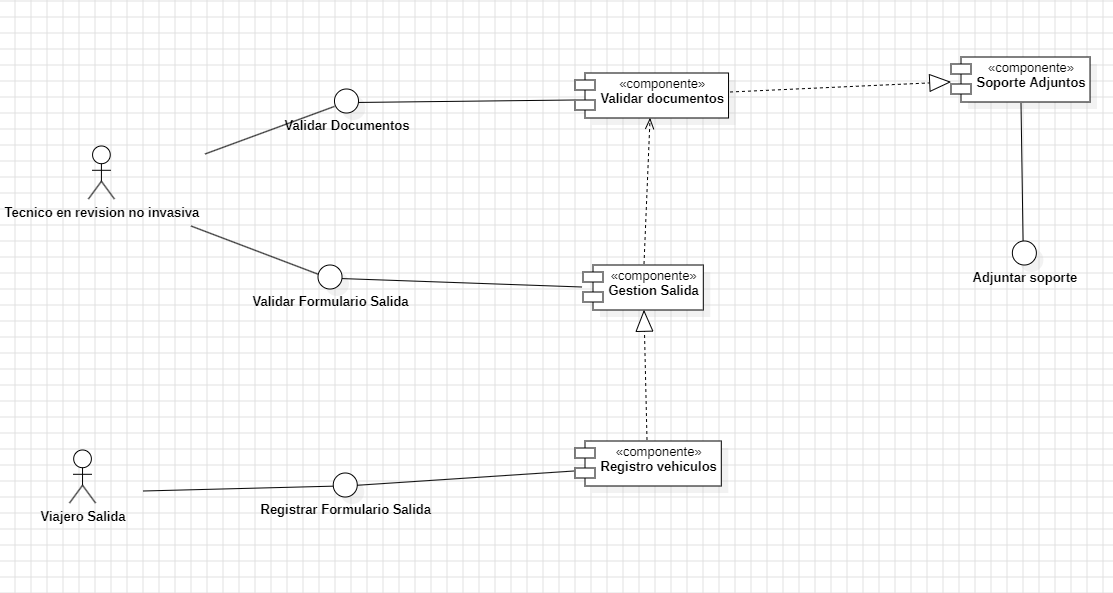 «componente»
Soporte Adjuntos
«componente»
Validar documentos
Validar Documentos
Tecnico en revision no invasiva
«componente»
Gestion Salida
Adjuntar soporte
Validar Formulario Salida
«componente»
Registro vehiculos
Viajero Salida
Registrar Formulario Salida